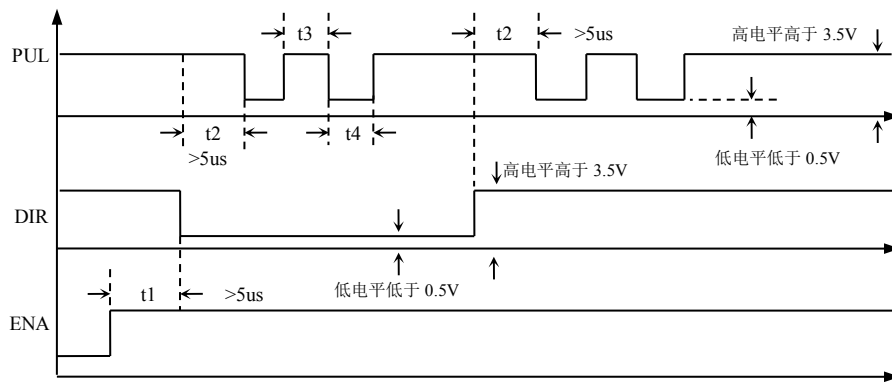 t3
t2
>5us
高电平高于 3.5V
PUL
t2
t4
>5us
低电平低于 0.5V
高电平高于 3.5V
DIR
t1
>5us
低电平低于 0.5V
ENA